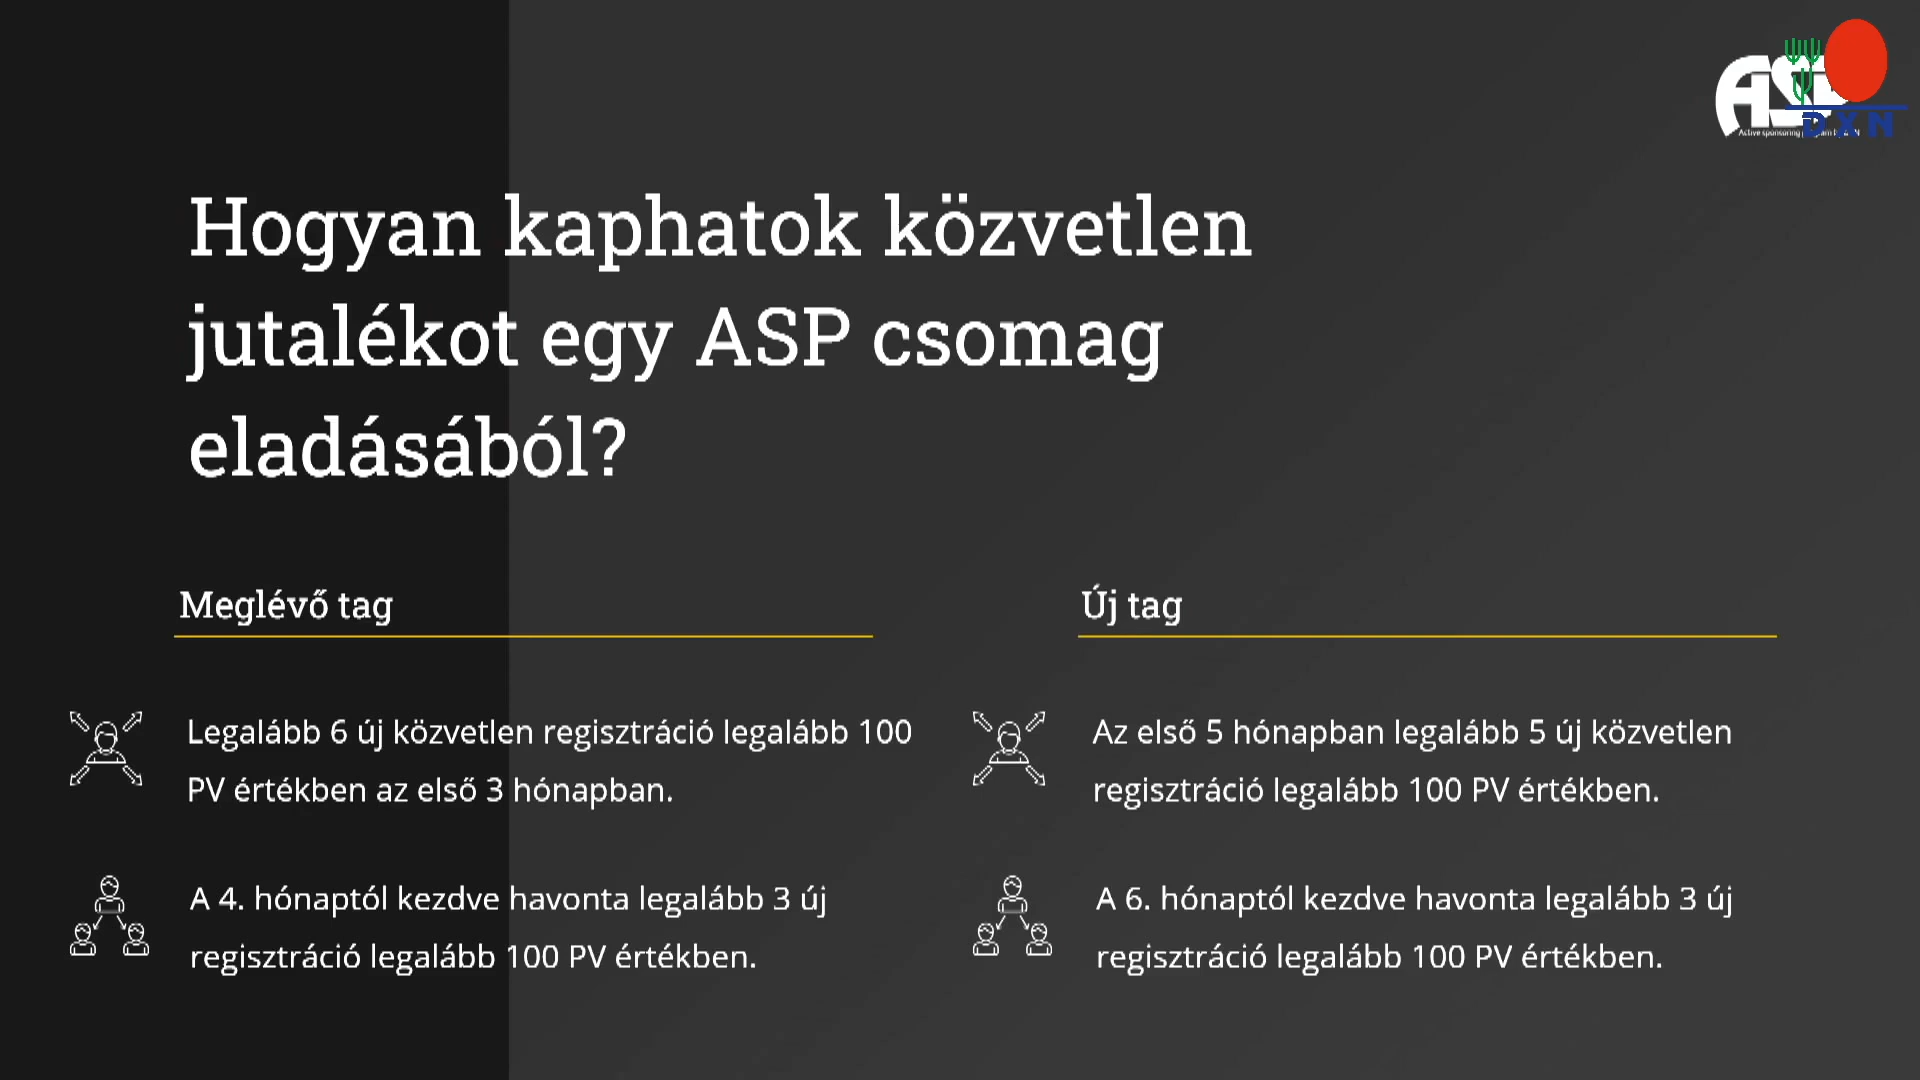 ASP
DXN
Hogyan kaphatok közvetlen
jutalékot egy ASP csomag
eladásából?
Meglévő tag
Legalább 6 új közvetlen regisztráció legalább 100
PV értékben az első 3 hónapban.
A 4. hónaptól kezdve havonta legalább 3 új
regisztráció legalább 100 PV értékben.
Új tag
Az első 5 hónapban legalább 5 új közvetlen
regisztráció legalább 100 PV értékben.
A 6. hónaptól kezdve havonta legalább 3 új
regisztráció legalább 100 PV értékben.